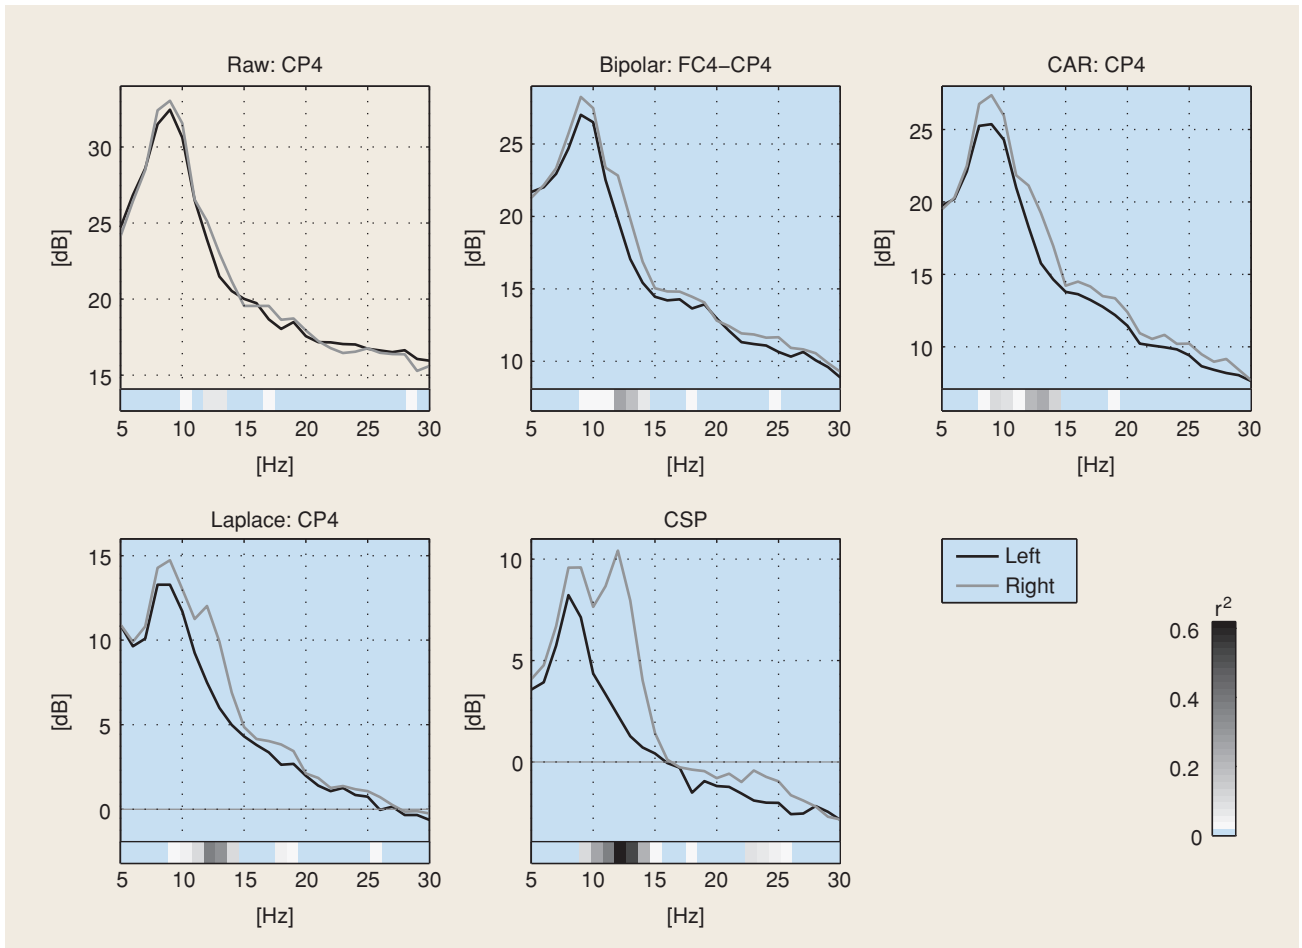 Raw: CP4
Bipolar: FC4−CP4
CAR: CP4
[dB]
30
25
20
15
5 10 15 20 25 30
[Hz]
[dB]
25
20
15
10
5 10 15 20 25 30
[Hz]
[dB]
25
20
15
10
5 10 15 20 25 30
[Hz]
Laplace: CP4
CSP
[dB]
15
10
5
0
5 10 15 20 25 30
[Hz]
[dB]
10
5
0
5 10 15 20 25 30
[Hz]
Left
Right
r²
0.6
0.4
0.2
0